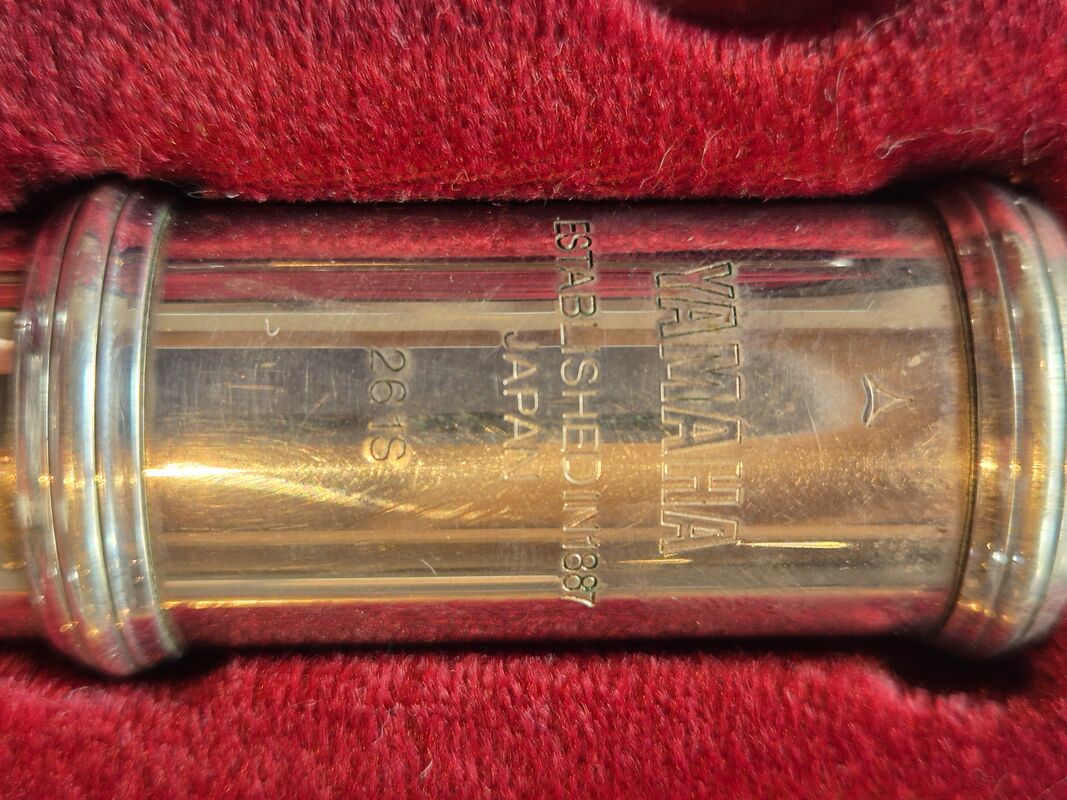 YAMAHA
ESTABLISHED IN 1887
JAPAN
261S